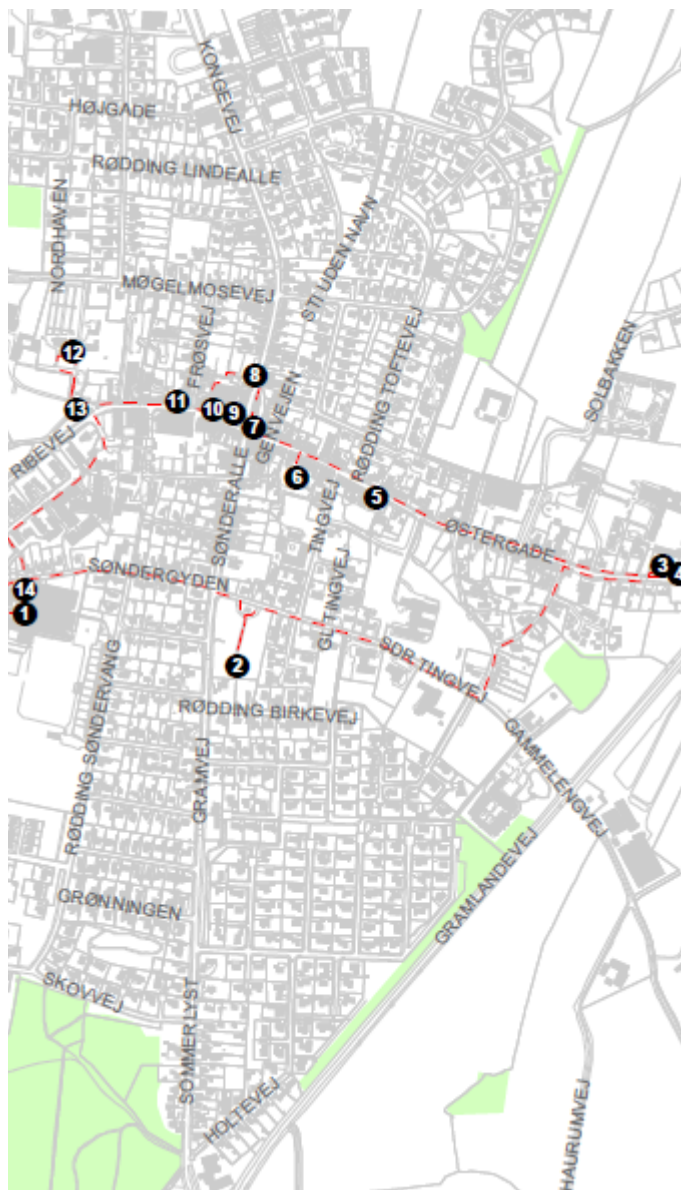 KONGEVEJ
HØJGADE
RØDDING LINDEALLE
NORDHAVEN
STI UDEN NAVN
MØGELMOSEVEJ
FRØSVEJ
RØDDING TOFTEVEJ
SOLBAKKEN
12
8
13
11
10
9
7
GENVEJEN
RIBEVEJ
6
5
SØNDERALLE
TINGVEJ
ØSTERGADE
3
4
SØNDERGYDEN
14
1
GL TINGVEJ
2
SDR TINGVEJ
RØDDING BIRKEVEJ
RØDDING SØNDERVANG
GRAMVEJ
GAMMELENGVEJ
GRAMLANDEVEJ
GRØNNINGEN
SKOVVEJ
SOMMERLYST
HOLTEVEJ
HAURUMVEJ